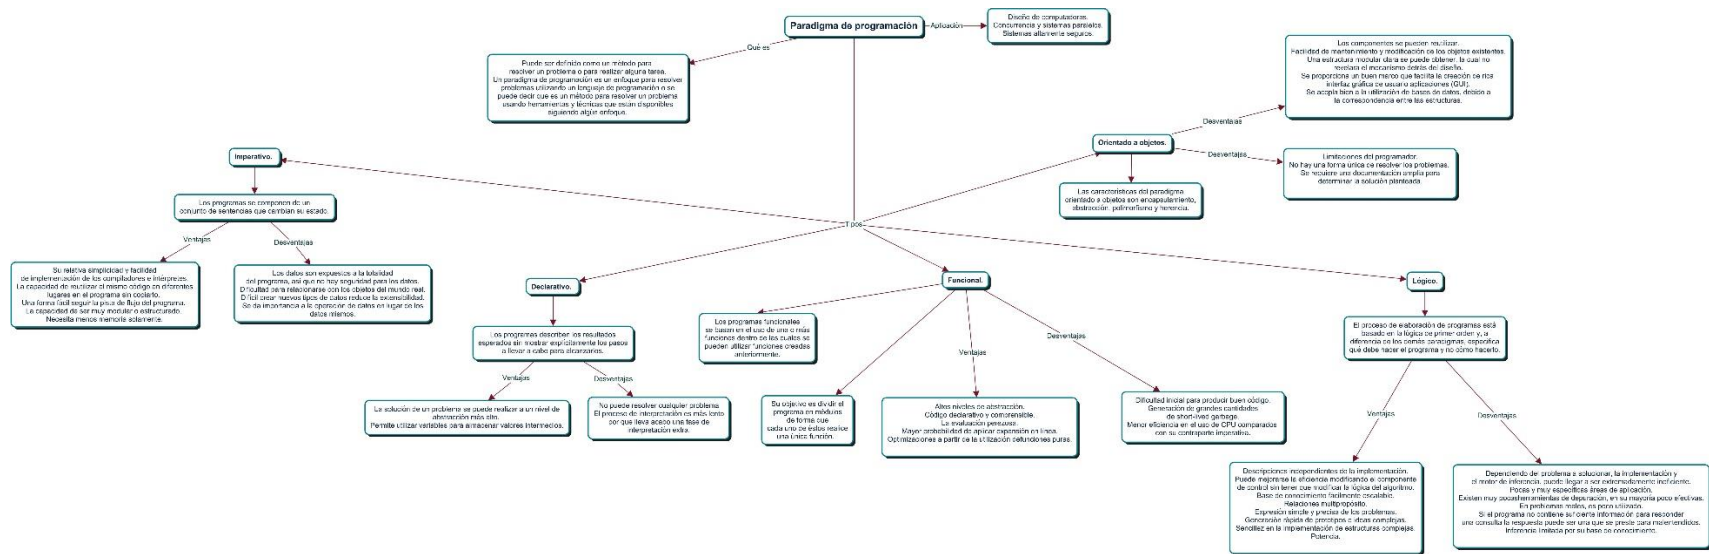 Paradigma de programación
Aplicación
Diseño de computadores.
Concurrencia y sistemas paralelos.
Sistemas altamente seguros.
Qué es
Puede ser definido como un método para
resolver un problema o para realizar alguna tarea.
Un paradigma de programación es un enfoque para resolver
problemas utilizando un lenguaje de programación o se
puede decir que es un método para resolver un problema
usando herramientas y técnicas que están disponibles
siguiendo algún enfoque.
Tipos
Imperativo.
Los programas se componen de un
conjunto de sentencias que cambian su estado.
Ventajas
Su relativa simplicidad y facilidad
de implementación de los compiladores e intérpretes.
La capacidad de reutilizar el mismo código en diferentes
lugares en el programa sin copiarlo.
Una forma fácil seguir la pista de flujo del programa.
La capacidad de ser muy modular o estructurado.
Necesita menos memoria solamente.
Desventajas
Los datos son expuestos a la totalidad
del programa, así que no hay seguridad para los datos.
Dificultad para relacionarse con los objetos del mundo real.
Difícil crear nuevos tipos de datos reduce la extensibilidad.
Se da importancia a la operación de datos en lugar de los
datos mismos.
Declarativo.
Los programas describen los resultados
esperados sin mostrar explícitamente los pasos
a llevar a cabo para alcanzarlos.
Ventajas
La solución de un problema se puede realizar a un nivel de
abstracción más alto.
Permite utilizar variables para almacenar valores intermedios.
Desventajas
No puede resolver cualquier problema
El proceso de interpretación es más lento
por que lleva acabo una fase de
interpretación extra.
Funcional.
Los programas funcionales
se basan en el uso de una o más
funciones dentro de las cuales se
pueden utilizar funciones creadas
anteriormente.
Su objetivo es dividir el
programa en módulos
de forma que
cada uno de éstos realice
una única función.
Ventajas
Altos niveles de abstracción.
Código declarativo y comprensible.
La evaluación perezosa.
Mayor probabilidad de aplicar expansión en línea.
Optimizaciones a partir de la utilización defunciones puras.
Desventajas
Dificultad inicial para producir buen código.
Generación de grandes cantidades
de short-lived garbage.
Menor eficiencia en el uso de CPU comparados
con su contraparte imperativa.
Orientado a objetos.
Las características del paradigma
orientado a objetos son encapsulamiento,
abstracción, polimorfismo y herencia.
Desventajas
Los componentes se pueden reutilizar.
Facilidad de mantenimiento y modificación de los objetos existentes.
Una estructura modular clara se puede obtener, la cual no
revelará el mecanismo detrás del diseño.
Se proporciona un buen marco que facilita la creación de rica
interfaz gráfica de usuario aplicaciones (GUI).
Se acopla bien a la utilización de bases de datos, debido a
la correspondencia entre las estructuras.
Desventajas
Limitaciones del programador.
No hay una forma única de resolver los problemas.
Se requiere una documentación amplia para
determinar la solución planteada.
Lógico.
El proceso de elaboración de programas está
basado en la lógica de primer orden y, a
diferencia de los demás paradigmas, especifica
qué debe hacer el programa y no cómo hacerlo.
Ventajas
Descripciones independientes de la implementación.
Puede mejorarse la eficiencia modificando el componente
de control sin tener que modificar la lógica del algoritmo.
Base de conocimiento fácilmente escalable.
Relaciones multipropósito.
Expresión simple y precisa de los problemas.
Generación rápida de prototipos e ideas complejas.
Sencillez en la implementación de estructuras complejas.
Potencia.
Desventajas
Dependiendo del problema a solucionar, la implementación y
el motor de inferencia, puede llegar a ser extremadamente ineficiente.
Pocas y muy específicas áreas de aplicación.
Existen muy pocasherramientas de depuración, en su mayoría poco efectivas.
En problemas reales, es poco utilizado.
Si el programa no contiene suficiente información para responder
una consulta la respuesta puede ser una que se preste para malentendidos.
Inferencia limitada por su base de conocimiento.